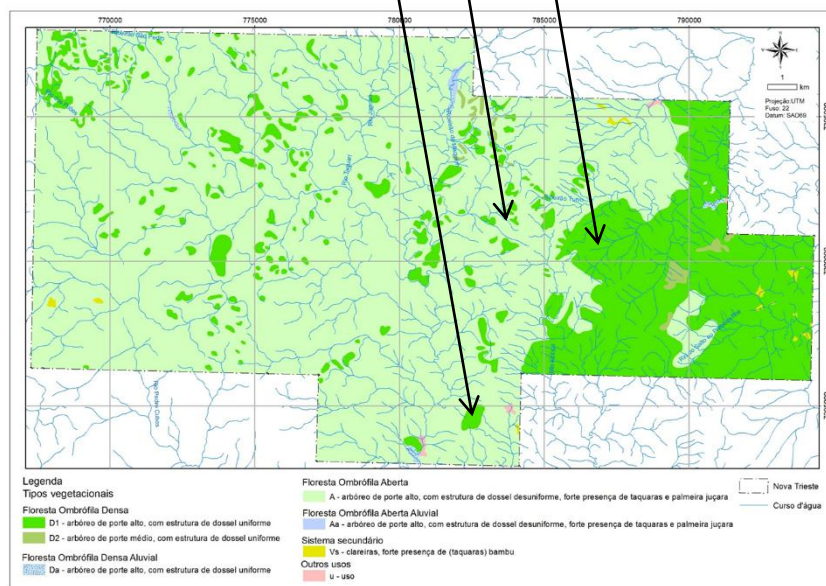 770000 775000 780000 785000 790000
1
km
Projeção:UTM
Fuso: 22
Datum: SAD69
Legenda
Tipos vegetacionais
Floresta Ombrófila Densa
D1 - arbóreo de porte alto, com estrutura de dossel uniforme
D2 - arbóreo de porte médio, com estrutura de dossel uniforme
Floresta Ombrófila Densa Aluvial
Da - arbóreo de porte alto, com estrutura de dossel uniforme
Floresta Ombrófila Aberta
A - arbóreo de porte alto, com estrutura de dossel desuniforme, forte presença de taquaras e palmeira juçara
Floresta Ombrófila Aberta Aluvial
Aa - arbóreo de porte alto, com estrutura de dossel desuniforme, forte presença de taquaras e palmeira juçara
Sistema secundário
Vs - clareiras, forte presença de (taquaras) bambu
Outros usos
u - uso
Nova Trieste
Curso d'água